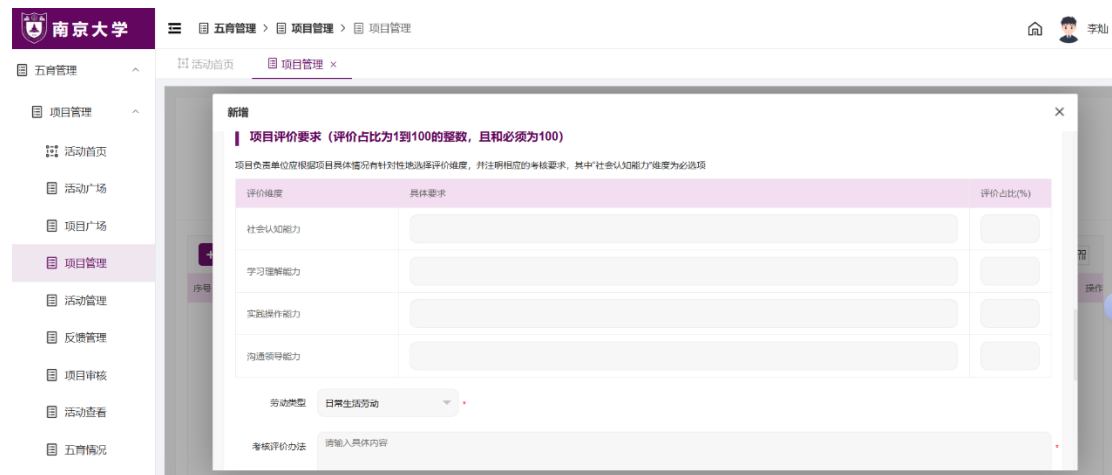 南京大学
五育管理 > 项目管理 > 项目管理
李灿
五育管理
活动首页 项目管理 ×
项目管理
活动首页
活动广场
项目广场
项目管理
活动管理
反馈管理
项目审核
活动查看
五育情况
新增
项目评价要求（评价占比为1到100的整数，且和必须为100）
项目负责单位应根据项目具体情况有针对性地选择评价维度，并注明相应的考核要求，其中"社会认知能力"维度为必选项
评价维度 具体要求 评价占比(%)
社会认知能力
学习理解能力
实践操作能力
沟通领导能力
劳动类型 日常生活劳动 *
考核评价办法 请输入具体内容 *
序号 操作